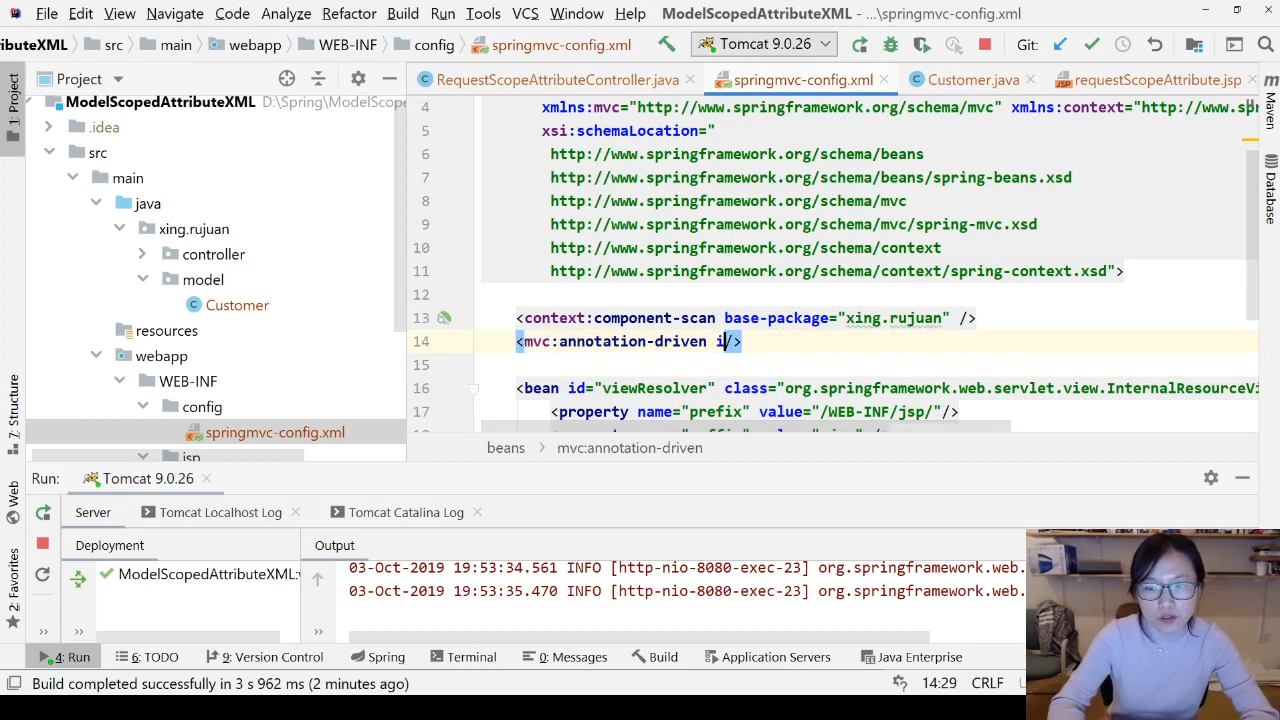 File Edit View Navigate Code Analyze Refactor Build Run Tools VCS Window Help ModelScopedAttributeXML - ...\springmvc-config.xml
ibuteXML src main webapp WEB-INF config springmvc-config.xml Tomcat 9.0.26 Git:
1: Project
7: Structure
Web
2: Favorites
Project
ModelScopedAttributeXML D:\Spring\ModelScope
.idea
src
main
java
xing.rujuan
controller
model
Customer
resources
webapp
WEB-INF
config
springmvc-config.xml
jsp
RequestScopeAttributeController.java springmvc-config.xml Customer.java requestScopeAttribute.jsp
4 xmlns:mvc="http://www.springframework.org/schema/mvc" xmlns:context="http://www.sp
5 xsi:schemaLocation="
6 http://www.springframework.org/schema/beans
7 http://www.springframework.org/schema/beans/spring-beans.xsd
8 http://www.springframework.org/schema/mvc
9 http://www.springframework.org/schema/mvc/spring-mvc.xsd
10 http://www.springframework.org/schema/context
11 http://www.springframework.org/schema/context/spring-context.xsd">
12
13 <context:component-scan base-package="xing.rujuan" />
14 <mvc:annotation-driven i/>
15
16 <bean id="viewResolver" class="org.springframework.web.servlet.view.InternalResourceVi
17 <property name="prefix" value="/WEB-INF/jsp/"/>
beans mvc:annotation-driven
Maven
Database
Run: Tomcat 9.0.26
Server Tomcat Localhost Log Tomcat Catalina Log
Deployment Output
ModelScopedAttributeXML:
03-Oct-2019 19:53:34.561 INFO [http-nio-8080-exec-23] org.springframework.web.
03-Oct-2019 19:53:35.470 INFO [http-nio-8080-exec-23] org.springframework.web.
4: Run 6: TODO 9: Version Control Spring Terminal 0: Messages Build Application Servers Java Enterprise
Build completed successfully in 3 s 962 ms (2 minutes ago) 14:29 CRLF